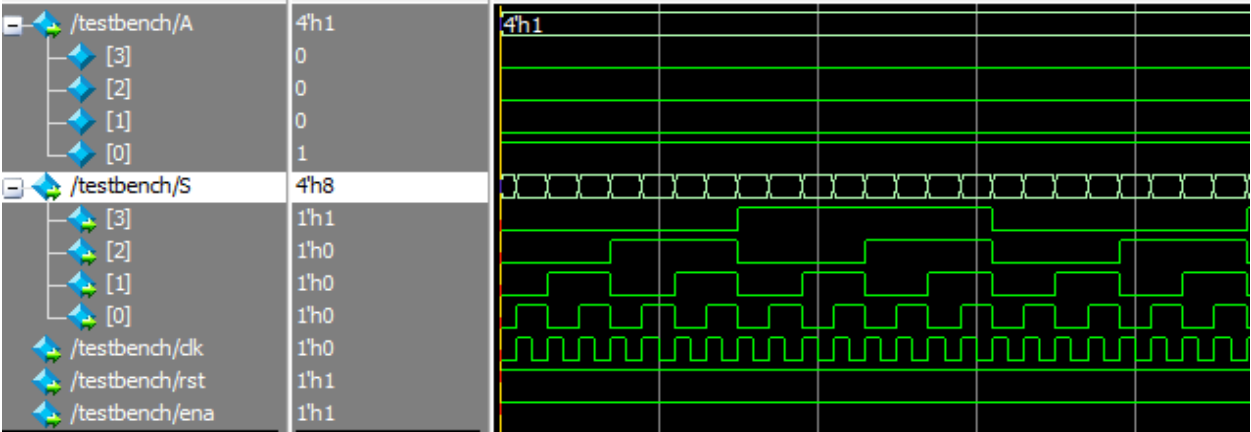 /testbench/A 4'h1 4'h1
[3] 0
[2] 0
[1] 0
[0] 1
/testbench/S 4'h8
[3] 1'h1
[2] 1'h0
[1] 1'h0
[0] 1'h0
/testbench/clk 1'h0
/testbench/rst 1'h1
/testbench/ena 1'h1